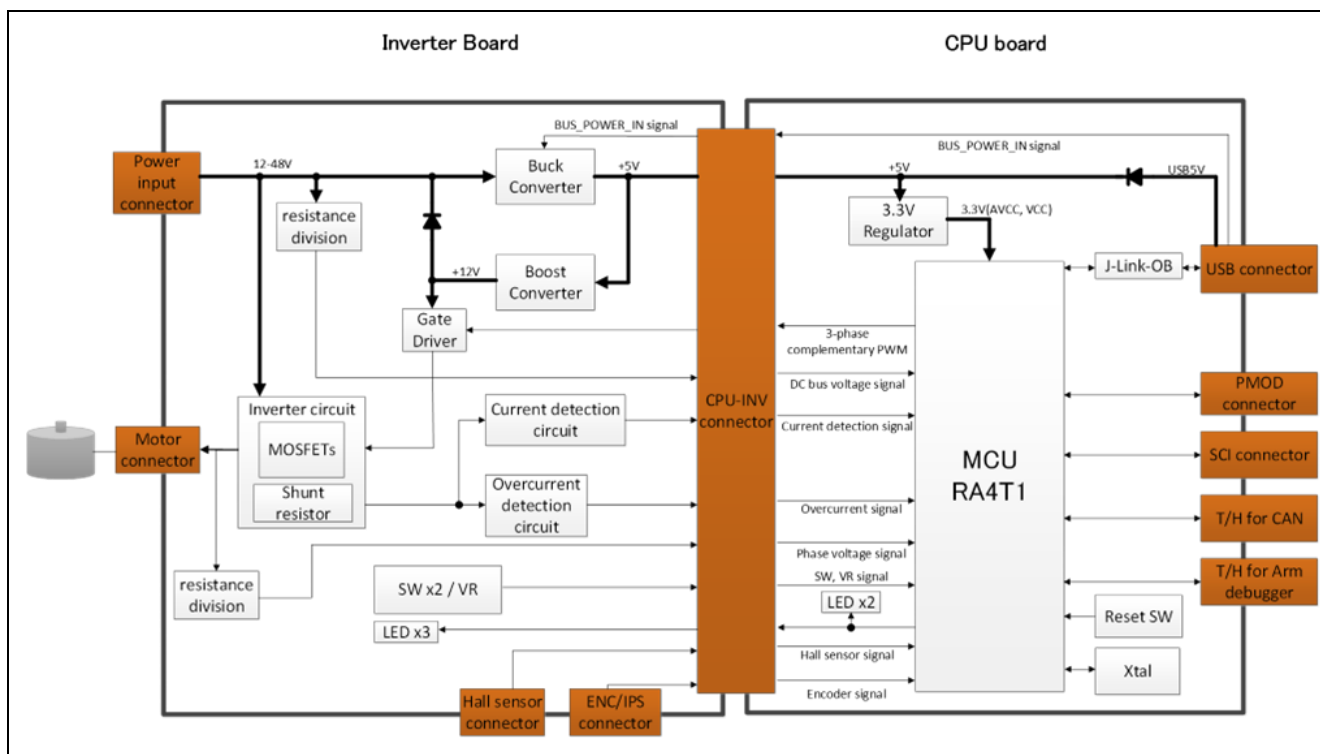 Inverter Board
CPU board
BUS_POWER_IN signal
BUS_POWER_IN signal
Power
input
connector
12-48V
Buck
Converter
+5V
+5V
USB5V
resistance
division
3.3V
Regulator
3.3V(AVCC, VCC)
+12V
Boost
Converter
J-Link-OB
USB connector
Gate
Driver
3-phase
complementary PWM
DC bus voltage signal
CPU-INV
connector
PMOD
connector
Inverter circuit
MOSFETs
Shunt
resistor
Current detection
circuit
Current detection signal
Motor
connector
MCU
RA4T1
SCI connector
Overcurrent
detection
circuit
Overcurrent signal
T/H for CAN
Phase voltage signal
resistance
division
SW x2 / VR
SW, VR signal
T/H for Arm
debugger
LED x2
LED x3
Reset SW
Hall sensor signal
Xtal
Hall sensor
connector
ENC/IPS
connector
Encoder signal